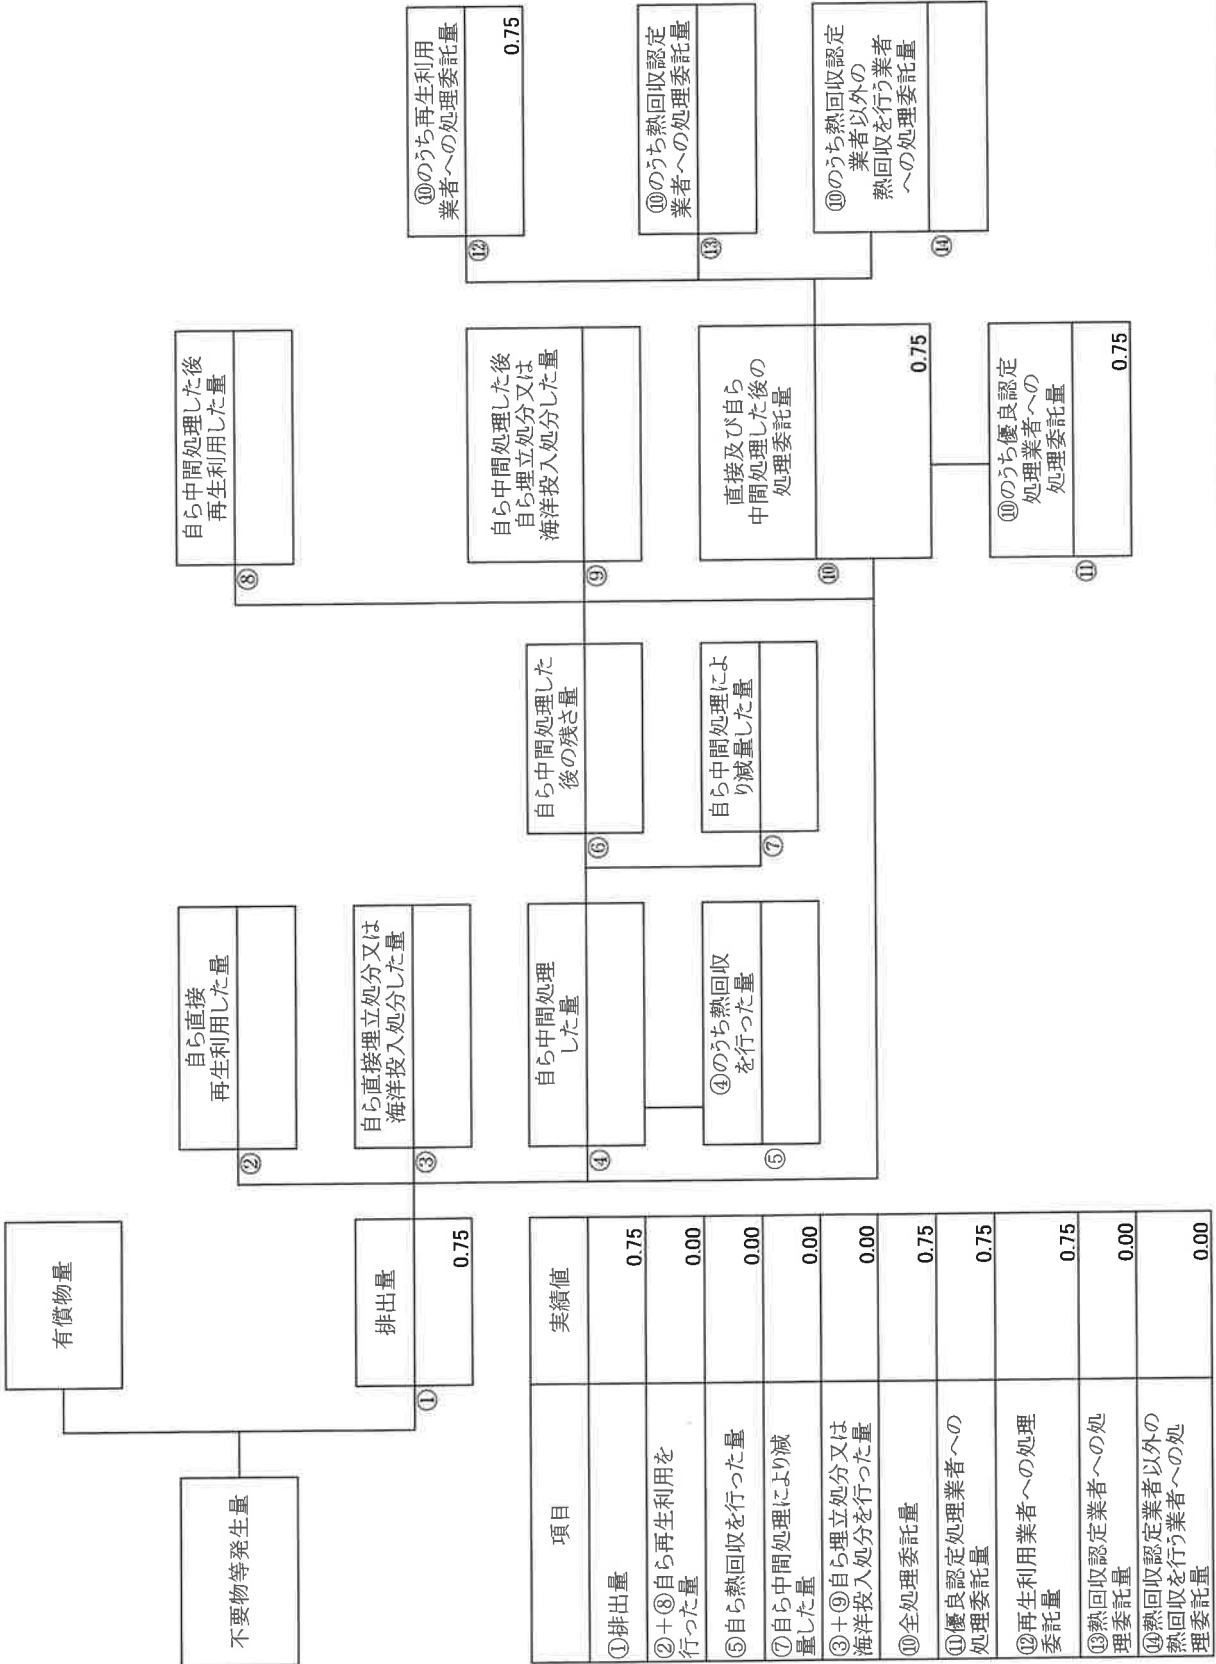 不要物等発生量
有償物量
排出量
①
0.75
自ら直接
再生利用した量
②
自ら直接埋立処分又は
海洋投入処分した量
③
自ら中間処理
した量
④
④のうち熱回収
を行った量
⑤
自ら中間処理した
後の残さ量
⑥
自ら中間処理によ
り減量した量
⑦
自ら中間処理した後
再生利用した量
⑧
自ら中間処理した後
自ら埋立処分又は
海洋投入処分した量
⑨
直接及び自ら
中間処理した後の
処理委託量
⑩
0.75
⑩のうち優良認定
処理業者への
処理委託量
⑪
0.75
⑩のうち再生利用
業者への処理委託量
⑫
0.75
⑩のうち熱回収認定
業者への処理委託量
⑬
⑩のうち熱回収認定
業者以外の
熱回収を行う業者
への処理委託量
⑭
項目
実績値
①排出量
0.75
②+⑧自ら再生利用を
行った量
0.00
⑤自ら熱回収を行った量
0.00
⑦自ら中間処理により減
量した量
0.00
③+⑨自ら埋立処分又は
海洋投入処分を行った量
0.00
⑩全処理委託量
0.75
⑪優良認定処理業者への
処理委託量
0.75
⑫再生利用業者への処理
委託量
0.75
⑬熱回収認定業者への処
理委託量
0.00
⑭熱回収認定業者以外の
熱回収を行う業者への処
理委託量
0.00